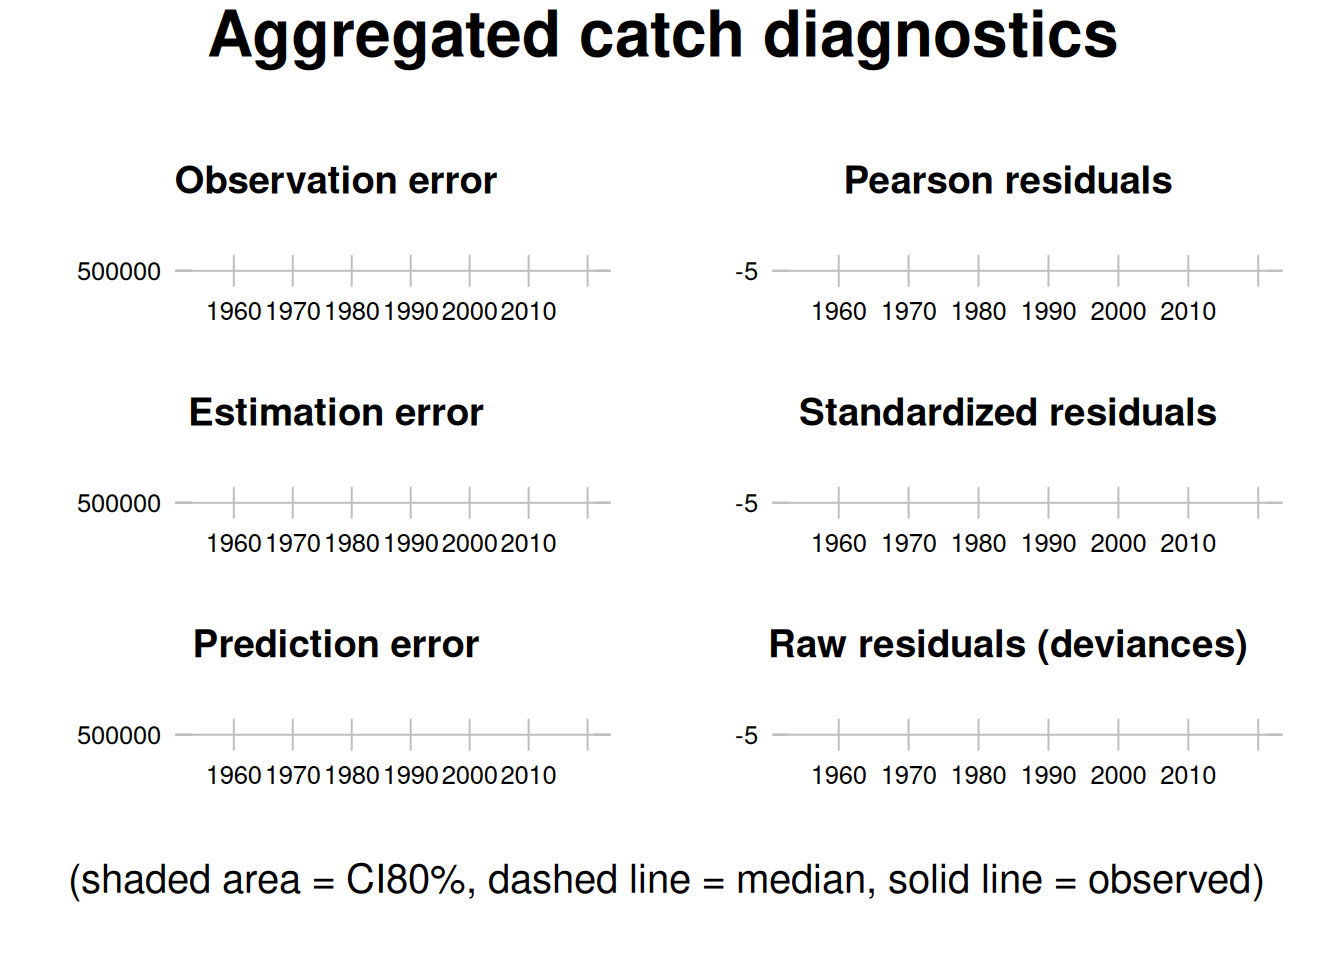 Aggregated catch diagnostics
Observation error
Pearson residuals
500000
-5
1960 1970 1980 1990 2000 2010
1960 1970 1980 1990 2000 2010
Estimation error
Standardized residuals
500000
-5
1960 1970 1980 1990 2000 2010
1960 1970 1980 1990 2000 2010
Prediction error
Raw residuals (deviances)
500000
-5
1960 1970 1980 1990 2000 2010
1960 1970 1980 1990 2000 2010
(shaded area = CI80%, dashed line = median, solid line = observed)